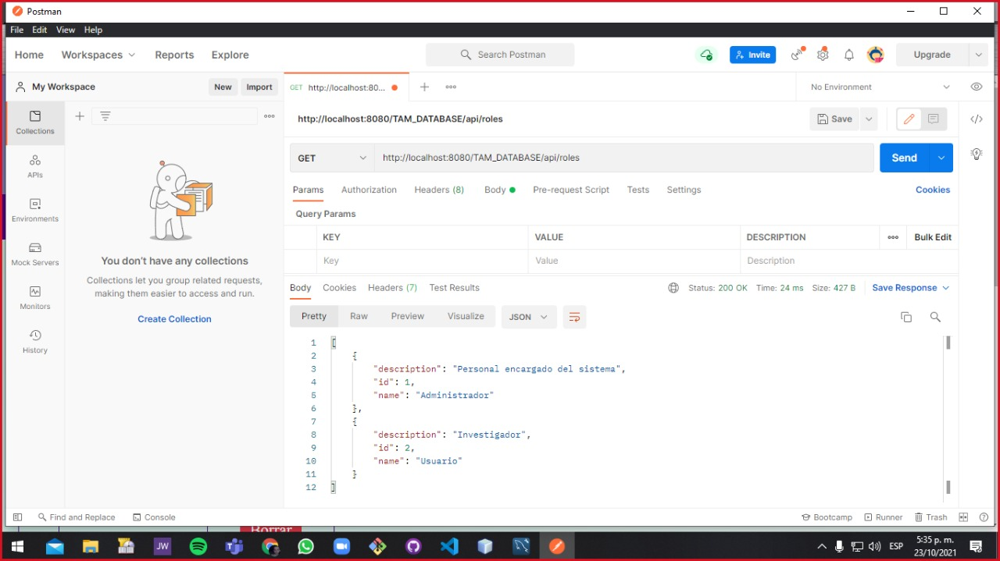 Postman
File Edit View Help
Home Workspaces Reports Explore Search Postman Invite Upgrade
My Workspace New Import GET http://localhost:80... No Environment
Collections
APIs
Environments
Mock Servers
Monitors
History
You don't have any collections
Collections let you group related requests,
making them easier to access and run.
Create Collection
http://localhost:8080/TAM_DATABASE/api/roles Save
GET http://localhost:8080/TAM_DATABASE/api/roles Send
Params Authorization Headers (8) Body Pre-request Script Tests Settings Cookies
Query Params
KEY VALUE DESCRIPTION Bulk Edit
Key Value Description
Body Cookies Headers (7) Test Results Status: 200 OK Time: 24 ms Size: 427 B Save Response
Pretty Raw Preview Visualize JSON
1 [
2 {
3 "description": "Personal encargado del sistema",
4 "id": 1,
5 "name": "Administrador"
6 },
7 {
8 "description": "Investigador",
9 "id": 2,
10 "name": "Usuario"
11 }
12 ]
Find and Replace Console Bootcamp Runner Trash
Borrar
JW ESP 5:35 p. m.
23/10/2021